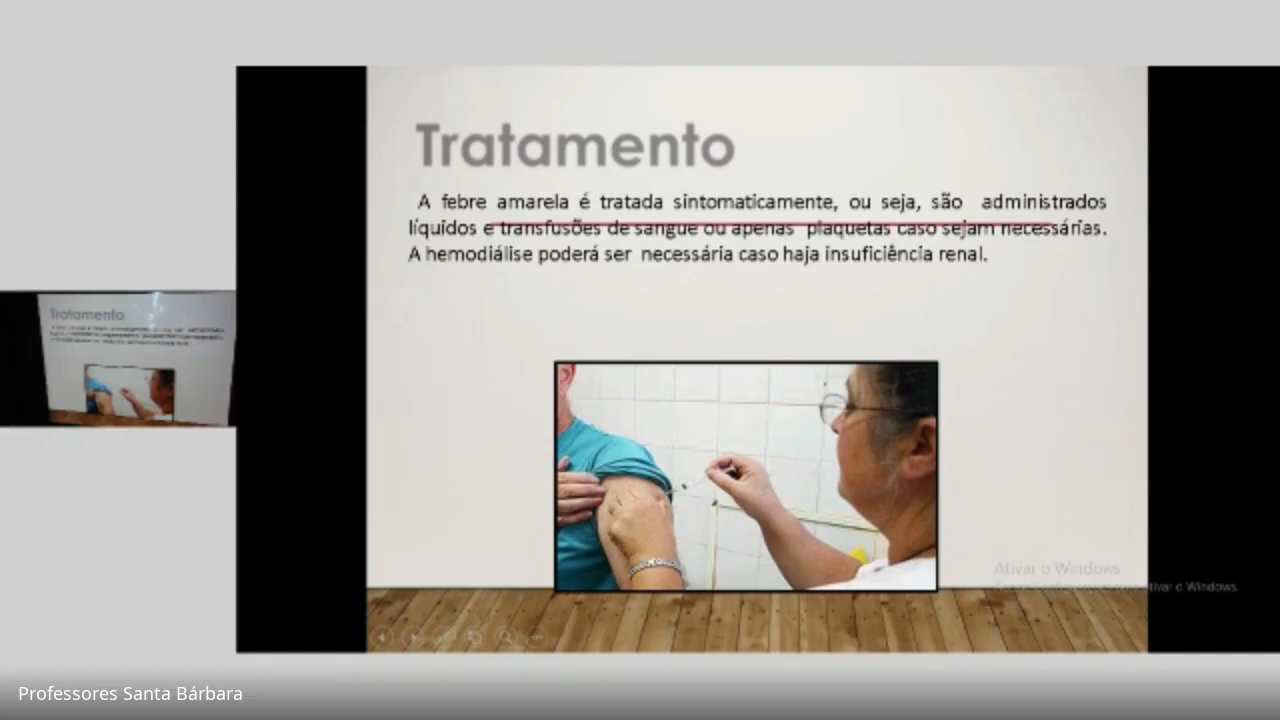 Tratamento
A febre amarela é tratada sintomaticamente, ou seja, são administrados
líquidos e transfusões de sangue ou apenas plaquetas caso sejam necessárias.
A hemodiálise poderá ser necessária caso haja insuficiência renal.
Tratamento
Ativar o Windows
ativar o Windows.
Professores Santa Bárbara